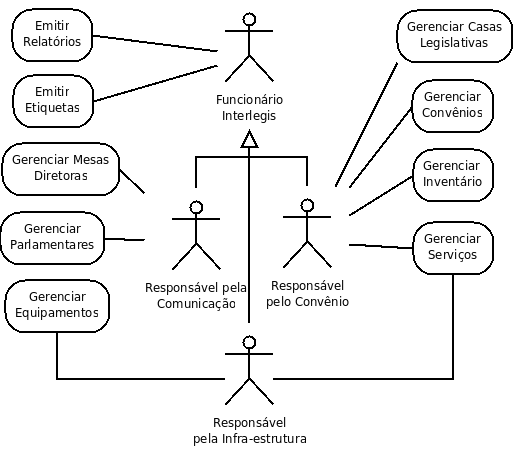 Emitir
Relatórios
Gerenciar Casas
Legislativas
Emitir
Etiquetas
Funcionário
Interlegis
Gerenciar
Convênios
Gerenciar Mesas
Diretoras
Gerenciar
Inventário
Gerenciar
Parlamentares
Gerenciar
Serviços
Responsável pela
Comunicação
Responsável
pelo Convênio
Gerenciar
Equipamentos
Responsável
pela Infra-estrutura